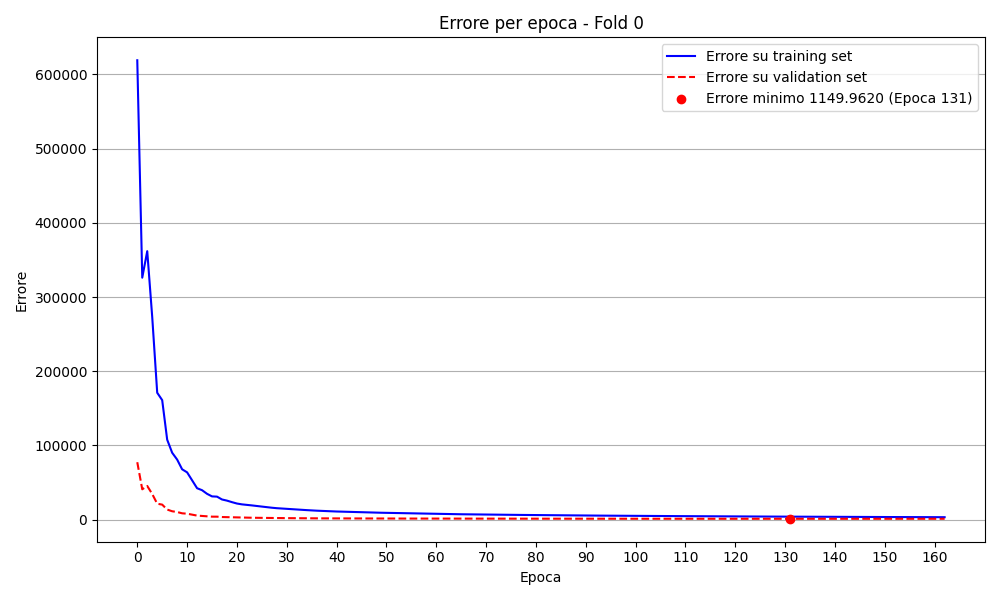 Errore per epoca - Fold 0
Errore su training set
Errore su validation set
Errore minimo 1149.9620 (Epoca 131)
600000
500000
400000
300000
200000
100000
0
Errore
0 10 20 30 40 50 60 70 80 90 100 110 120 130 140 150 160
Epoca